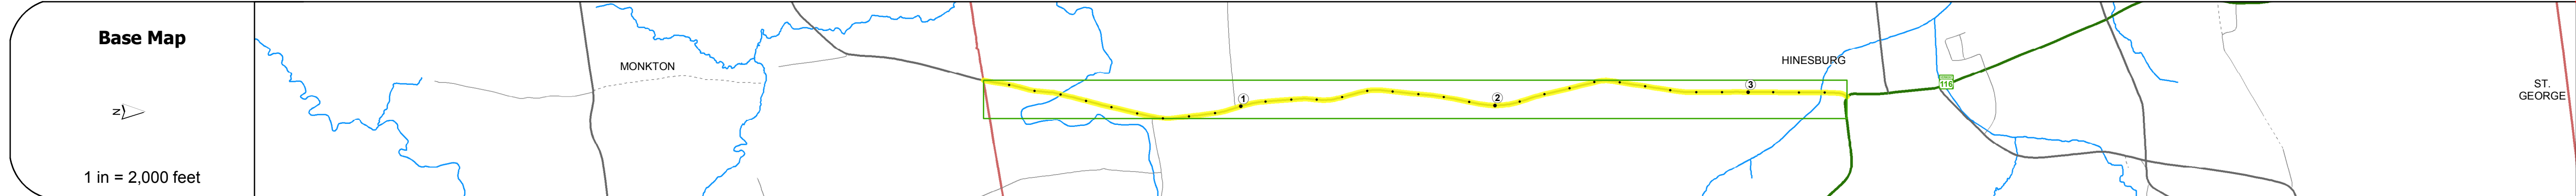 Base Map
N
1 in = 2,000 feet
MONKTON
1
2
3
HINESBURG
116
ST.
GEORGE